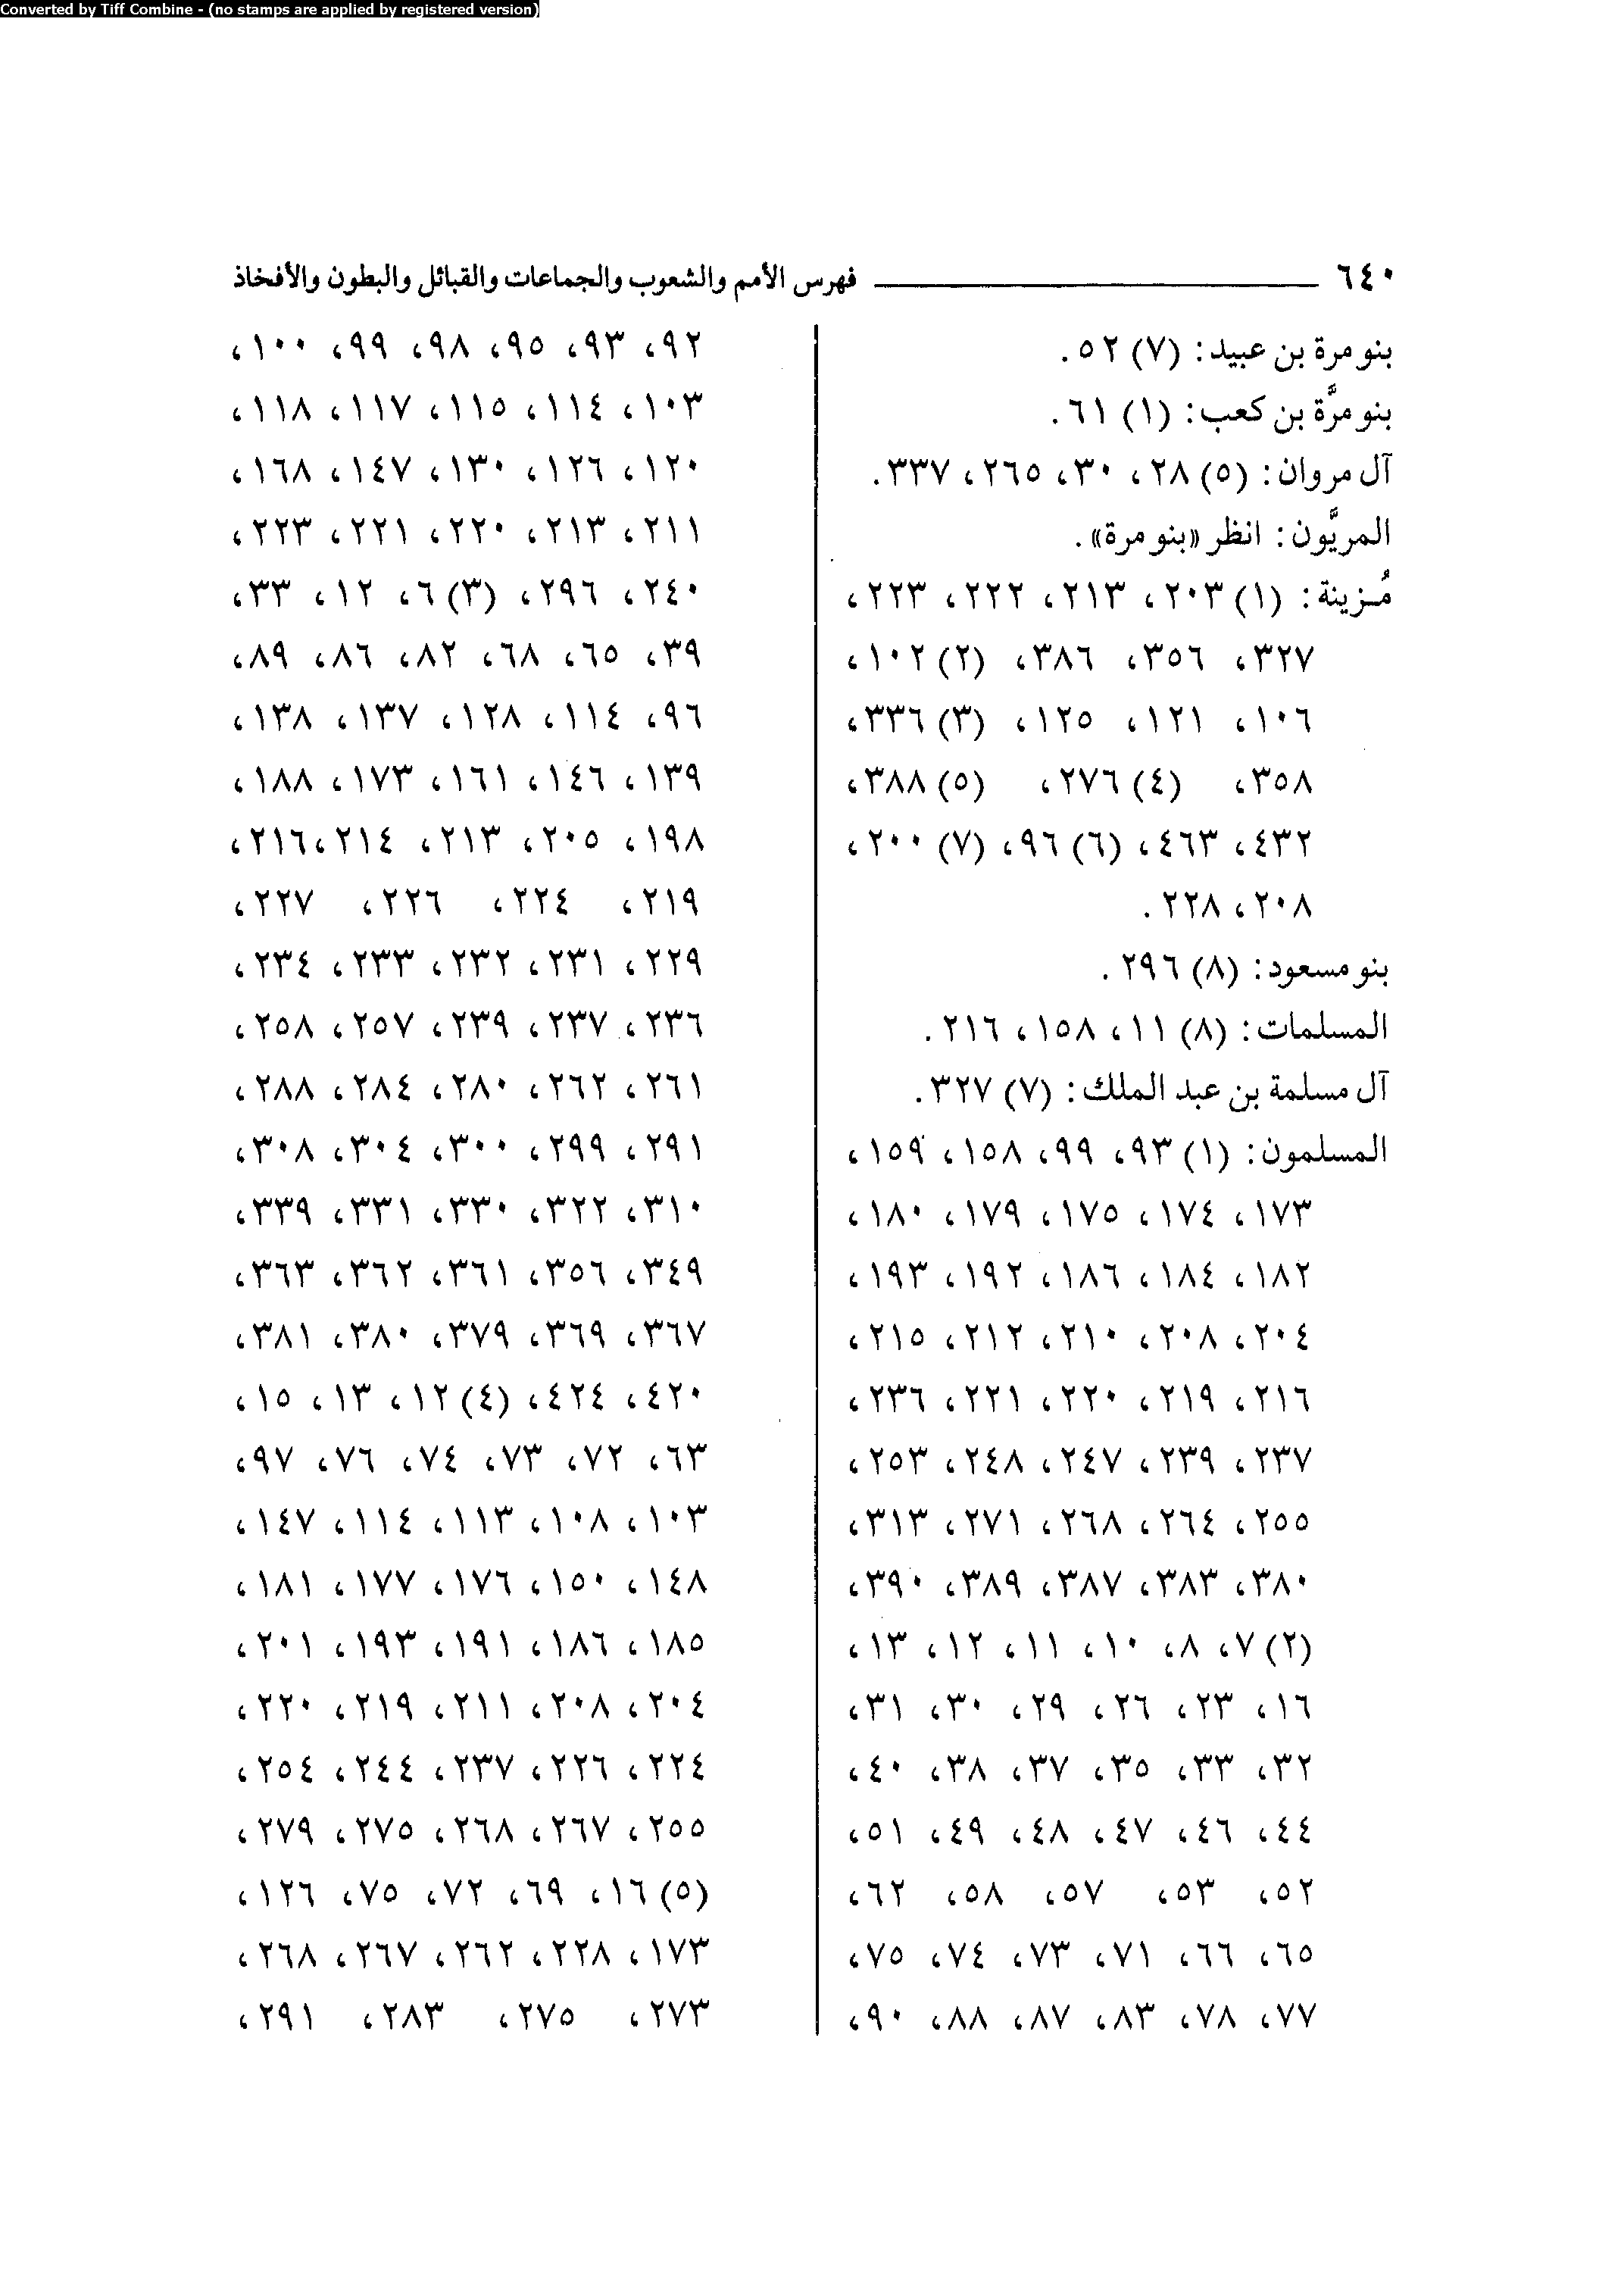 Converted by Tiff Combine - (no stamps are applied by registered version)
٦٤٠ فهرس الأمم والشعوب والجماعات والقبائل والبطون والأفخاذ
بنو مرة بن عبيد: (٧) ٥٢.
بنو مرَّة بن كعب: (١) ٦١.
آل مروان: (٥) ٢٨، ٣٠، ٢٦٥، ٣٣٧.
المريَّون: انظر «بنو مرة».
مُزينة: (١) ٢٠٣، ٢١٣، ٢٢٢، ٢٢٣،
٣٢٧، ٣٥٦، ٣٨٦، (٢) ١٠٢،
١٠٦، ١٢١، ١٢٥، (٣) ٣٣٦،
٣٥٨، (٤) ٢٧٦، (٥) ٣٨٨،
٤٣٢، ٤٦٣، (٦) ٩٦، (٧) ٢٠٠،
٢٠٨، ٢٢٨.
بنو مسعود: (٨) ٢٩٦.
المسلمات: (٨) ١١، ١٥٨، ٢١٦.
آل مسلمة بن عبد الملك: (٧) ٣٢٧.
المسلمون: (١) ٩٣، ٩٩، ١٥٨، ١٥٩،
١٧٣، ١٧٤، ١٧٥، ١٧٩، ١٨٠،
١٨٢، ١٨٤، ١٨٦، ١٩٢، ١٩٣،
٢٠٤، ٢٠٨، ٢١٠، ٢١٢، ٢١٥،
٢١٦، ٢١٩، ٢٢٠، ٢٢١، ٢٣٦،
٢٣٧، ٢٣٩، ٢٤٧، ٢٤٨، ٢٥٣،
٢٥٥، ٢٦٤، ٢٦٨، ٢٧١، ٣١٣،
٣٨٠، ٣٨�، ٣٨٧، ٣٨٩، ٣٩٠،
(٢) ٧، ٨، ١٠، ١١، ١٢، ١٣،
١٦، ٢٣، ٢٦، ٢٩، ٣٠، ٣١،
٣٢، ٣٣، ٣٥، ٣٧، ٣٨، ٤٠،
٤٤، ٤٦، ٤٧، ٤٨، ٤٩، ٥١،
٥٢، ٥٣، ٥٧، ٥٨، ٦٢،
٦٥، ٦٦، ٧١، ٧٣، ٧٤، ٧٥،
٧٧، ٧٨، ٨٣، ٨٧، ٨٨، ٩٠،
٩٢، ٩٣، ٩٥، ٩٨، ٩٩، ١٠٠،
١٠٣، ١١٤، ١١٥، ١١٧، ١١٨،
١٢٠، ١٢٦، ١٣٠، ١٤٧، ١٦٨،
٢١١، ٢١٣، ٢٢٠، ٢٢١، ٢٢٣،
٢٤٠، ٢٩٦، (٣) ٦، ١٢، ٣٣،
٣٩، ٦٥، ٦٨، ٨٢، ٨٦، ٨٩،
٩٦، ١١٤، ١٢٨، ١٣٧، ١٣٨،
١٣٩، ١٤٦، ١٦١، ١٧٣، ١٨٨،
١٩٨، ٢٠٥، ٢١٣، ٢١٤، ٢١٦،
٢١٩، ٢٢٤، ٢٢٦، ٢٢٧،
٢٢٩، ٢٣١، ٢٣٢، ٢٣٣، ٢٣٤،
٢٣٦، ٢٣٧، ٢٣٩، ٢٥٧، ٢٥٨،
٢٦١، ٢٦٢، ٢٨٠، ٢٨٤، ٢٨٨،
٢٩١، ٢٩٩، ٣٠٠، ٣٠٤، ٣٠٨،
٣١٠، ٣٢٢، ٣٣٠، ٣٣١، ٣٣٩،
٣٤٩، ٣٥٦، ٣٦١، ٣٦٢، ٣٦٣،
٣٦٧، ٣٦٩، ٣٧٩، ٣٨٠، ٣٨١،
٤٢٠، ٤٢٤، (٤) ١٢، ١٣، ١٥،
٦٣، ٧٢، ٧٣، ٧٤، ٧٦، ٩٧،
١٠٣، ١٠٨، ١١٣، ١١٤، ١٤٧،
١٤٨، ١٥٠، ١٧٦، ١٧٧، ١٨١،
١٨٥، ١٨٦، ١٩١، ١٩٣، ٢٠١،
٢٠٤، ٢٠٨، ٢١١، ٢١٩، ٢٢٠،
٢٢٤، ٢٢٦، ٢٣٧، ٢٤٤، ٢٥٤،
٢٥٥، ٢٦٧، ٢٦٨، ٢٧٥، ٢٧٩،
(٥) ١٦، ٦٩، ٧٢، ٧٥، ١٢٦،
١٧٣، ٢٢٨، ٢٦٢، ٢٦٧، ٢٦٨،
٢٧٣، ٢٧٥، ٢٨٣، ٢٩١،